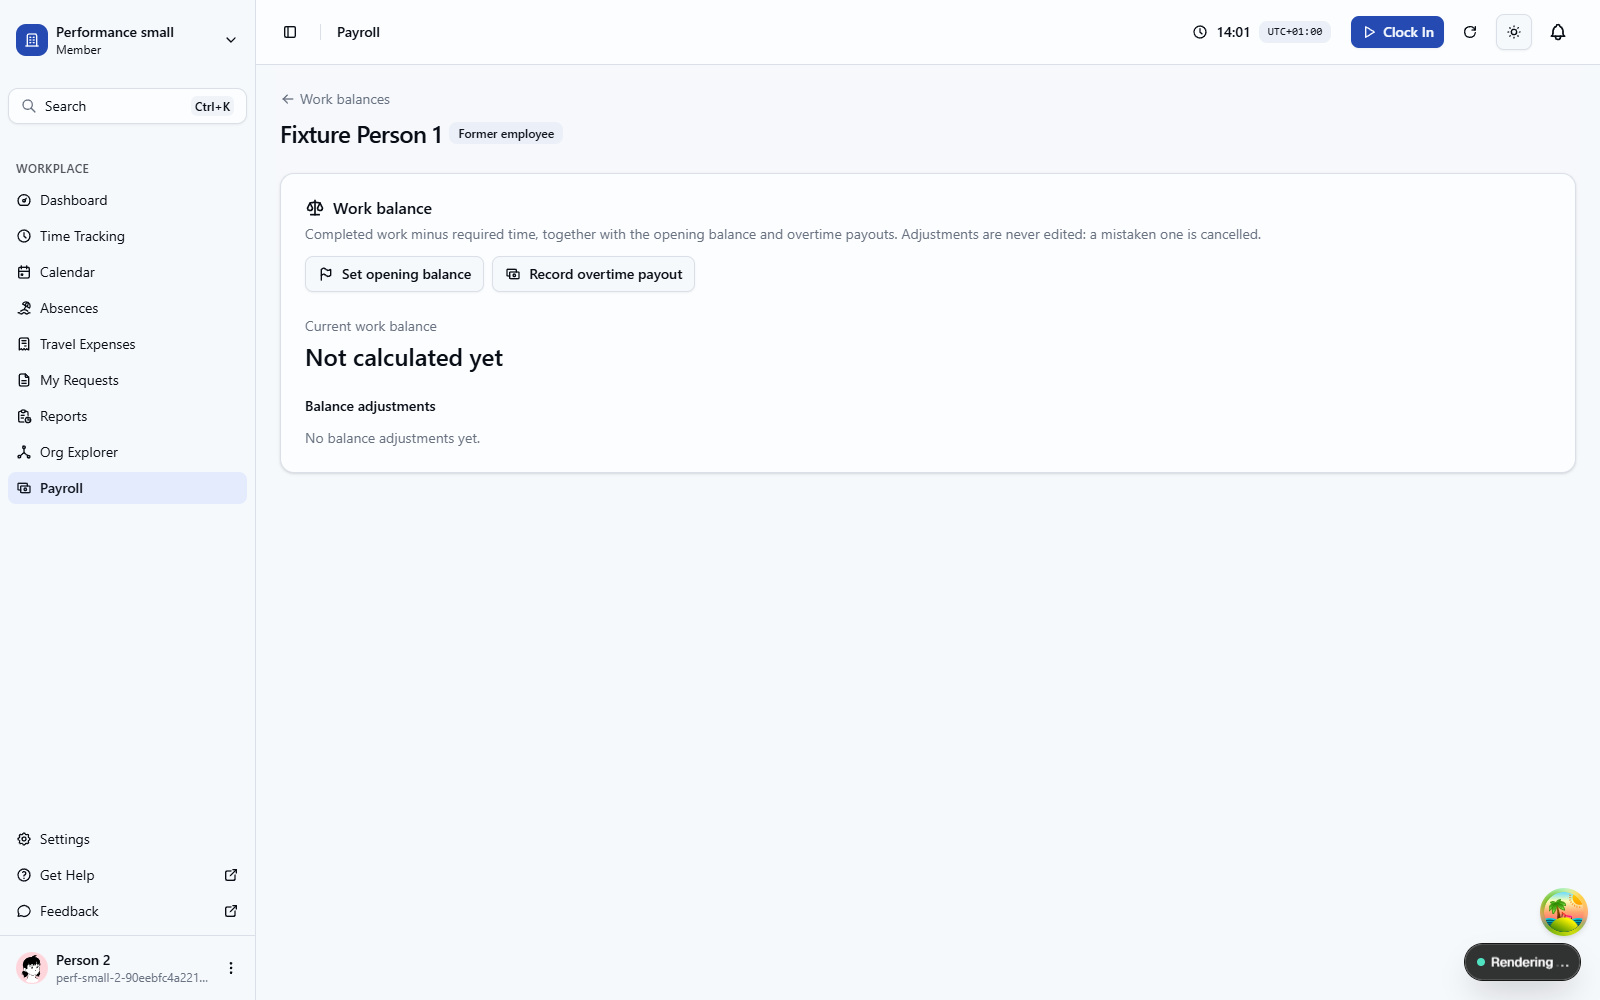 Performance small
Member
Search
Ctrl+K
WORKPLACE
Dashboard
Time Tracking
Calendar
Absences
Travel Expenses
My Requests
Reports
Org Explorer
Payroll
Settings
Get Help
Feedback
Person 2
perf-small-2-90eebfc4a221...
Payroll
14:01
UTC+01:00
Clock In
Work balances
Fixture Person 1
Former employee
Work balance
Completed work minus required time, together with the opening balance and overtime payouts. Adjustments are never edited: a mistaken one is cancelled.
Set opening balance
Record overtime payout
Current work balance
Not calculated yet
Balance adjustments
No balance adjustments yet.
Rendering ...